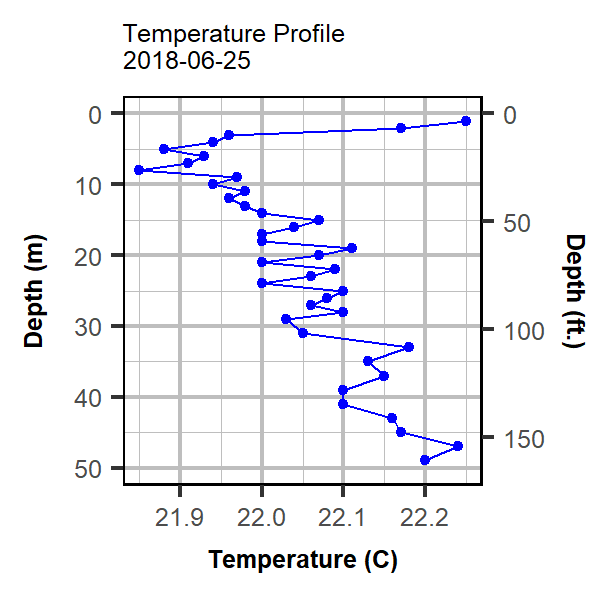 Temperature Profile
2018-06-25
0
10
20
30
40
50
Depth (m)
0
50
100
150
Depth (ft.)
21.9 22.0 22.1 22.2
Temperature (C)